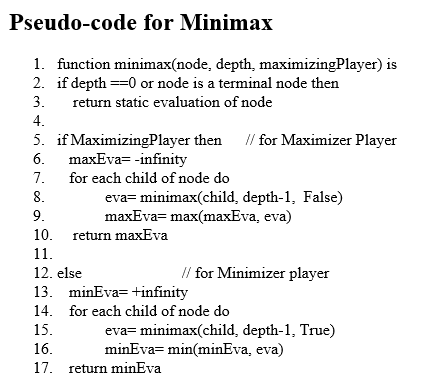 Pseudo-code for Minimax
1. function minimax(node, depth, maximizingPlayer) is
2. if depth ==0 or node is a terminal node then
3. return static evaluation of node
4.
5. if MaximizingPlayer then // for Maximizer Player
6. maxEva= -infinity
7. for each child of node do
8. eva= minimax(child, depth-1, False)
9. maxEva= max(maxEva, eva)
10. return maxEva
11.
12. else // for Minimizer player
13. minEva= +infinity
14. for each child of node do
15. eva= minimax(child, depth-1, True)
16. minEva= min(minEva, eva)
17. return minEva